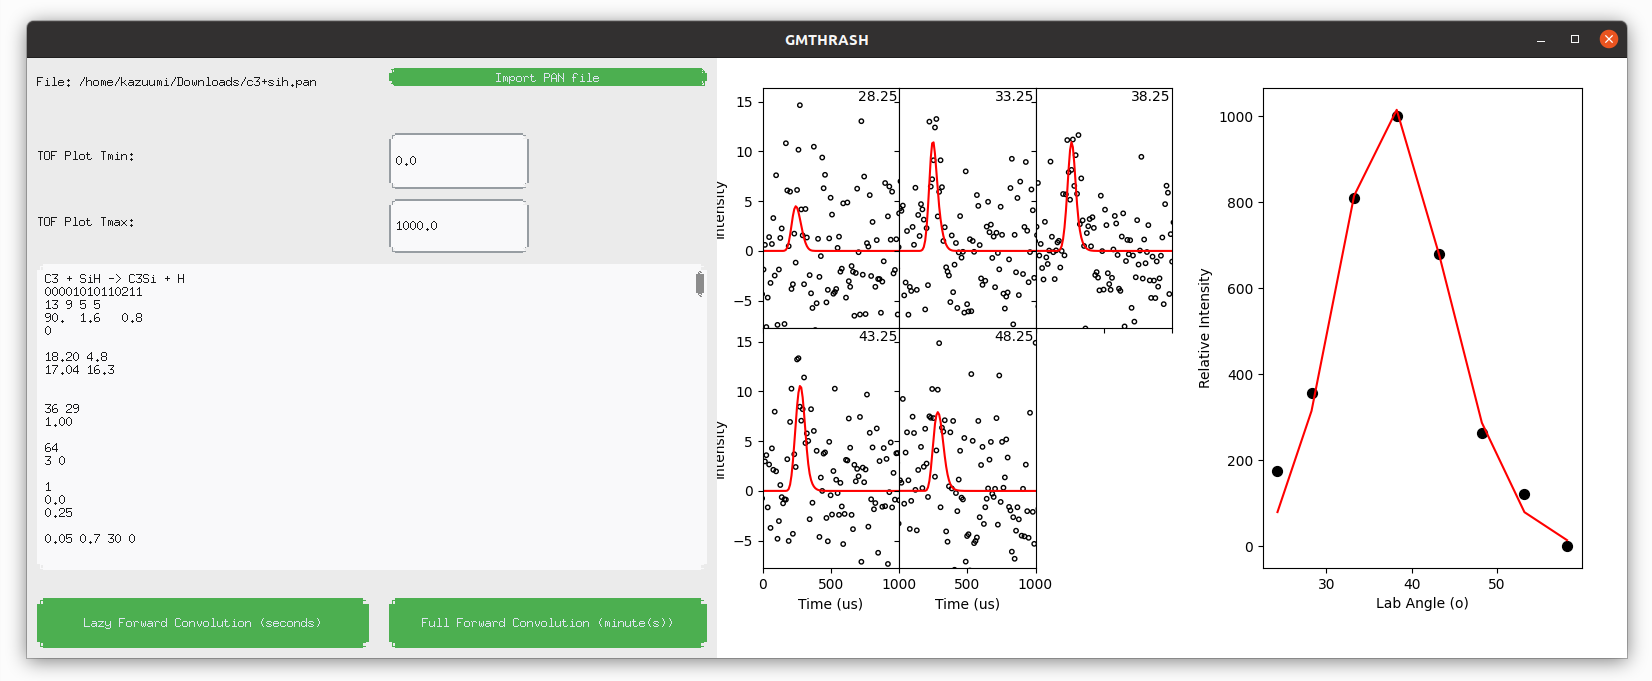 GMTHRASH
File: /home/kazuumi/Downloads/c3+sih.pan
Import PAN file
TOF Plot Tmin:
0.0
TOF Plot Tmax:
1000.0
C3 + SiH -> C3Si + H
00001010110211
13 9 5 5
90.  1.6   0.8
0
18.20 4.8
17.04 16.3
36 29
1.00
64
3 0
1
0.0
0.25
0.05 0.7 30 0
Lazy Forward Convolution (seconds)
Full Forward Convolution (minute(s))
28.25
33.25
38.25
15
10
5
0
−5
Intensity
43.25
48.25
15
10
5
0
−5
Intensity
0
500
1000
500
1000
Time (us)
Time (us)
1000
800
600
400
200
0
Relative Intensity
30
40
50
Lab Angle (o)